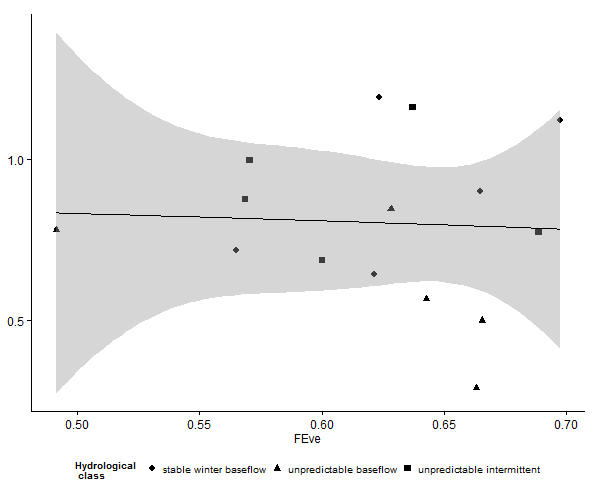 1.0
0.5
0.50 0.55 0.60 0.65 0.70
FEve
Hydrological
class
stable winter baseflow unpredictable baseflow unpredictable intermittent